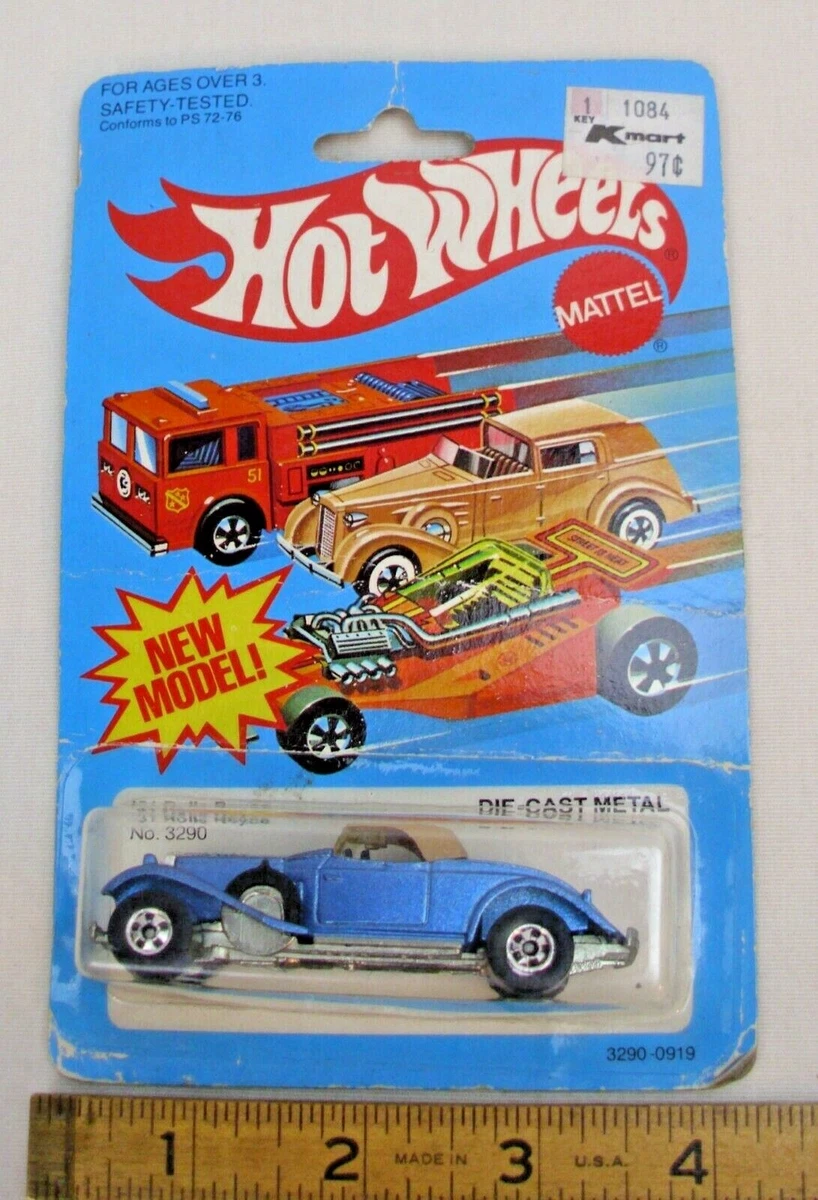 FOR AGES OVER 3.
SAFETY-TESTED.
Conforms to PS 72-76
1 1084
KEY Kmart
97¢
HOT WHEELS®
MATTEL
®
51
NEW
MODEL!
DIE-CAST METAL
No. 3290
3290-0919
1 2 MADE IN 3 U.S.A. 4